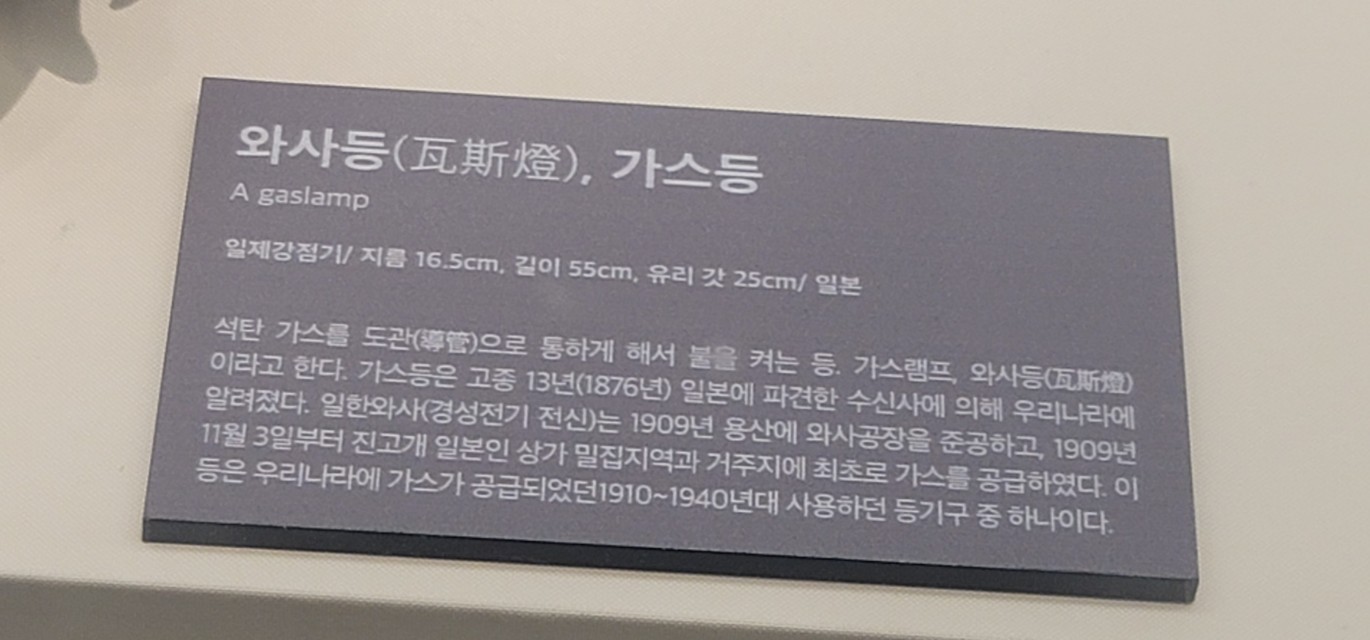 와사등(瓦斯燈), 가스등
A gaslamp
일제강점기/ 지름 16.5cm, 길이 55cm, 유리 갓 25cm/ 일본
석탄 가스를 도관(導管)으로 통하게 해서 불을 켜는 등. 가스램프, 와사등(瓦斯燈)
이라고 한다. 가스등은 고종 13년(1876년) 일본에 파견한 수신사에 의해 우리나라에
알려졌다. 일한와사(경성전기 전신)는 1909년 용산에 와사공장을 준공하고, 1909년
11월 3일부터 진고개 일본인 상가 밀집지역과 거주지에 최초로 가스를 공급하였다. 이
등은 우리나라에 가스가 공급되었던1910~1940년대 사용하던 등기구 중 하나이다.